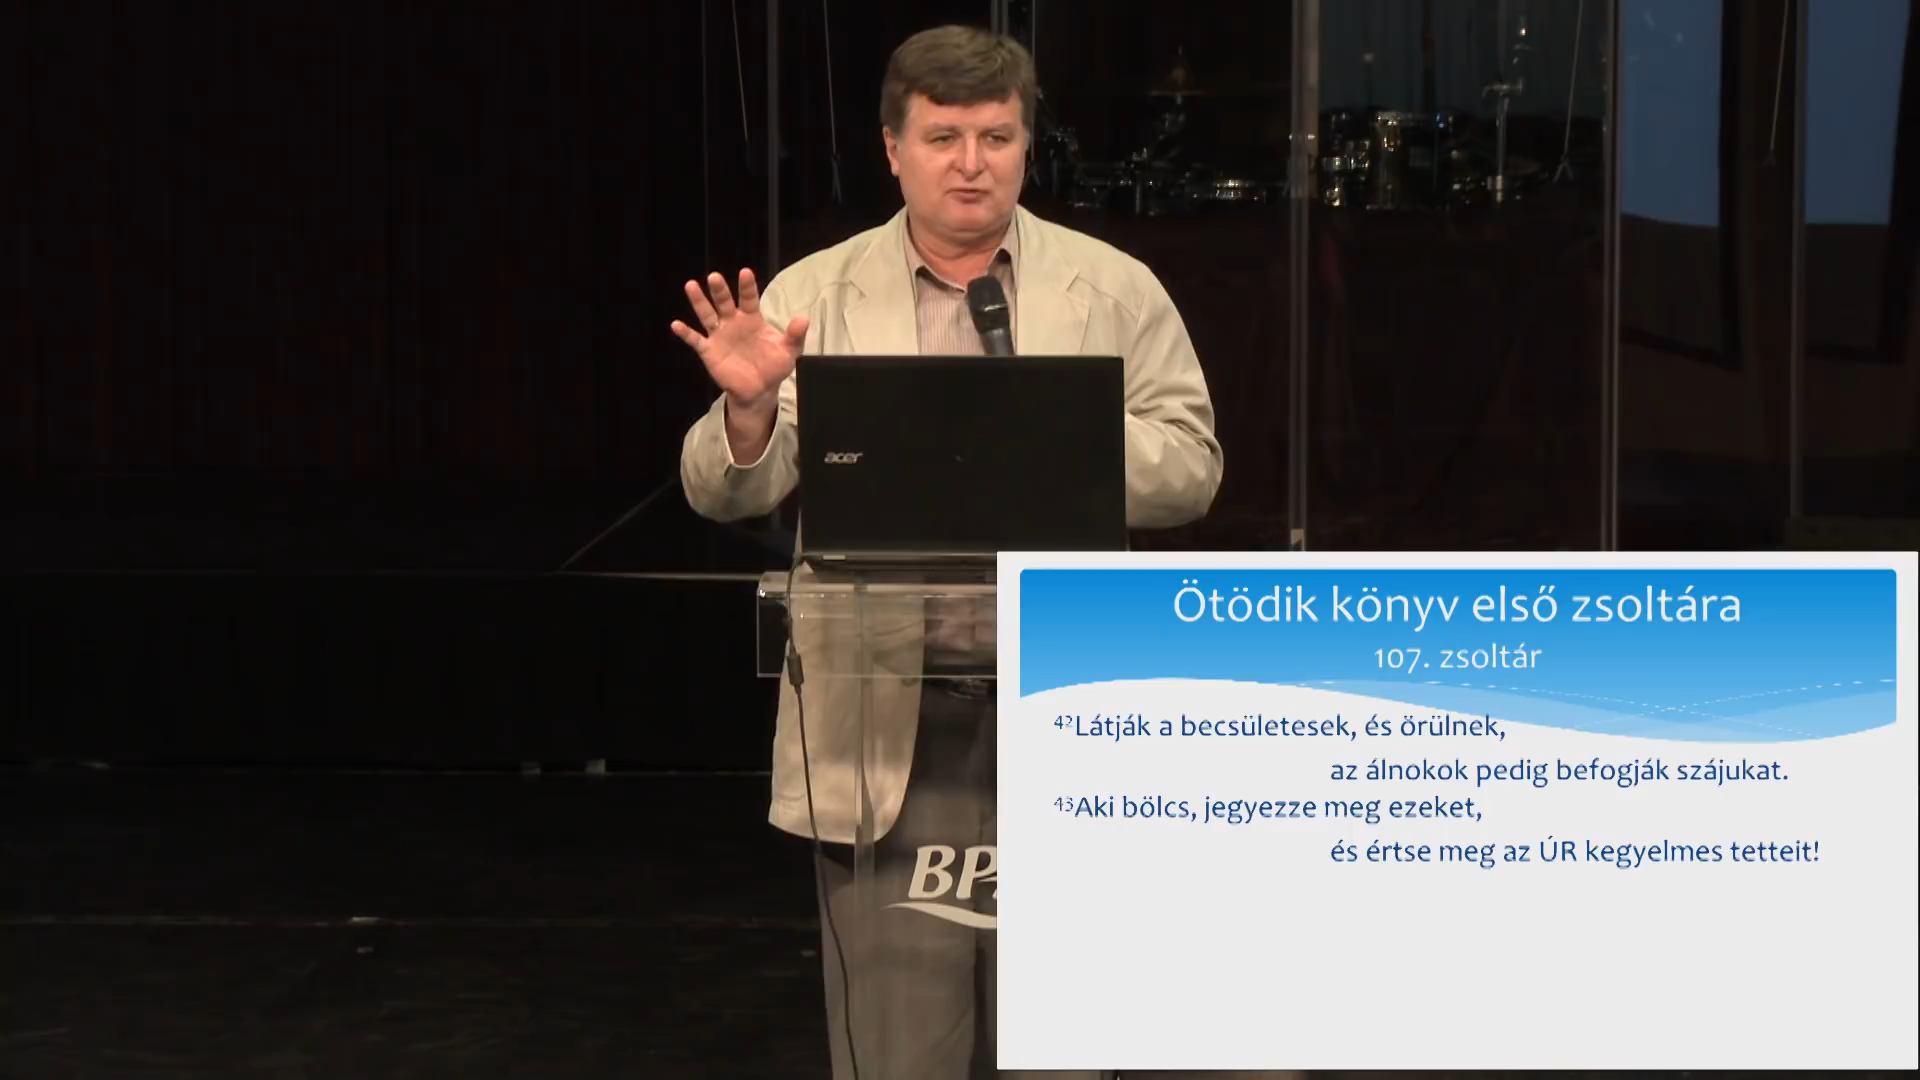 acer
Ötödik könyv első zsoltára
107. zsoltár
⁴²Látják a becsületesek, és örülnek,
az álnokok pedig befogják szájukat.
⁴³Aki bölcs, jegyezze meg ezeket,
és értse meg az ÚR kegyelmes tetteit!